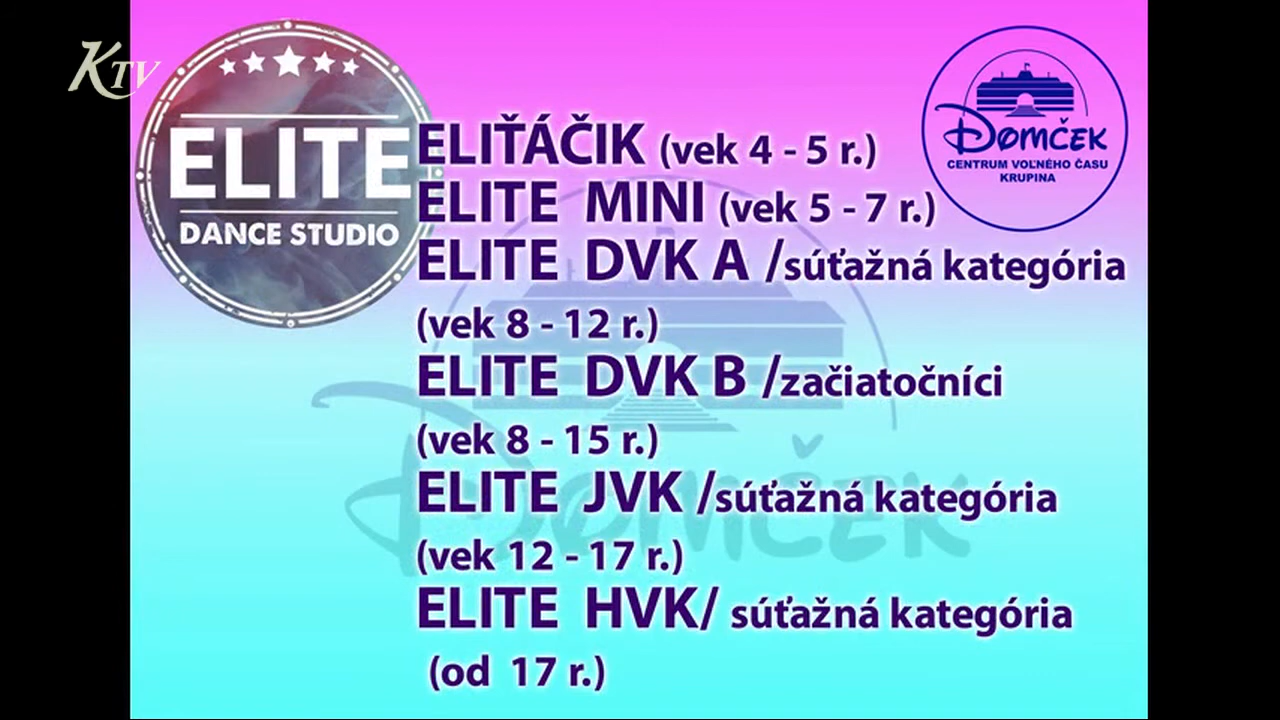 KTV
ELITE
DANCE STUDIO
DOMČEK
CENTRUM VOĽNÉHO ČASU
KRUPINA
ELIŤÁČIK (vek 4 - 5 r.)
ELITE MINI (vek 5 - 7 r.)
ELITE DVK A /súťažná kategória
(vek 8 - 12 r.)
ELITE DVK B /začiatočníci
(vek 8 - 15 r.)
ELITE JVK /súťažná kategória
(vek 12 - 17 r.)
ELITE HVK/ súťažná kategória
(od 17 r.)
DOMČEK